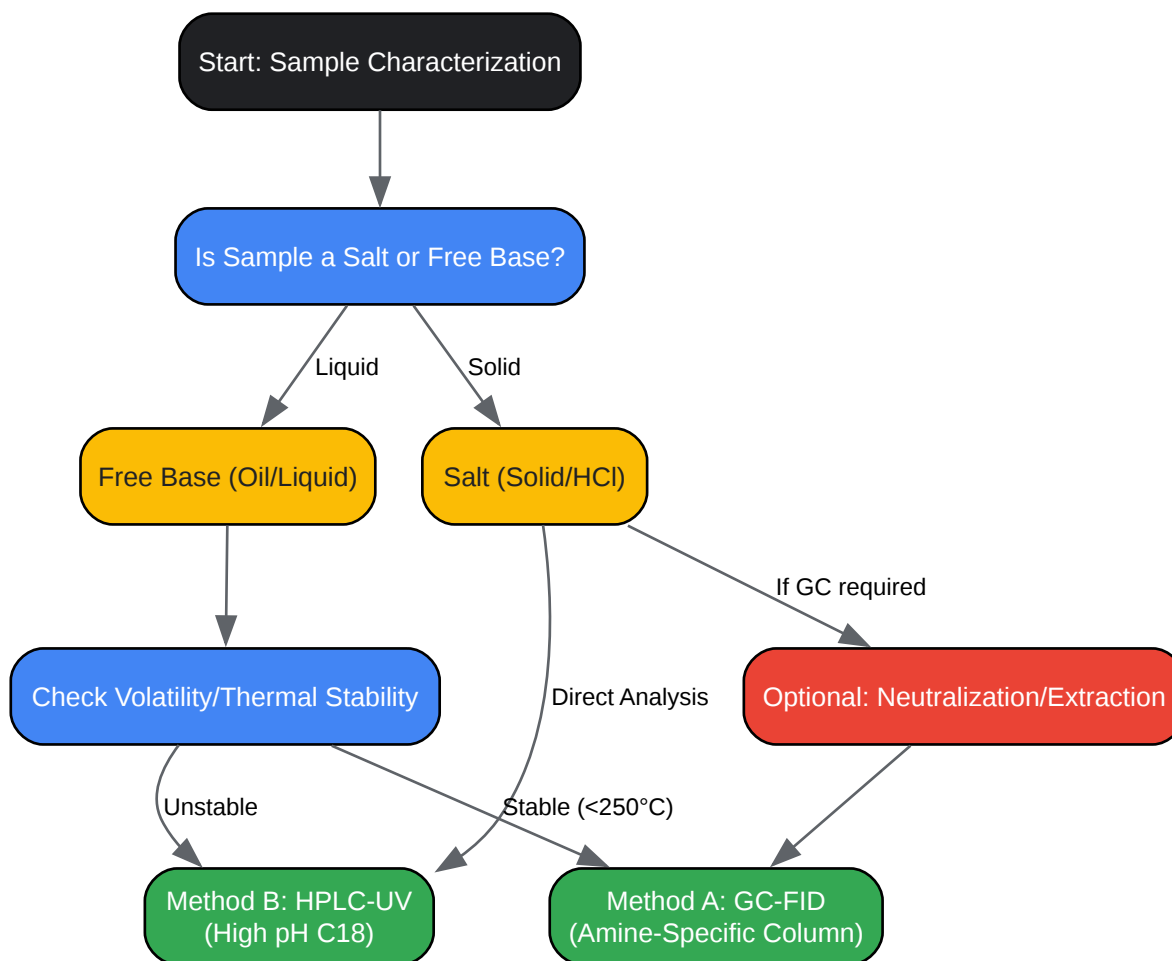 Start: Sample Characterization
Is Sample a Salt or Free Base?
Liquid
Solid
Free Base (Oil/Liquid)
Salt (Solid/HCl)
If GC required
Check Volatility/Thermal Stability
Direct Analysis
Optional: Neutralization/Extraction
Unstable
Stable (<250°C)
Method B: HPLC-UV
(High pH C18)
Method A: GC-FID
(Amine-Specific Column)